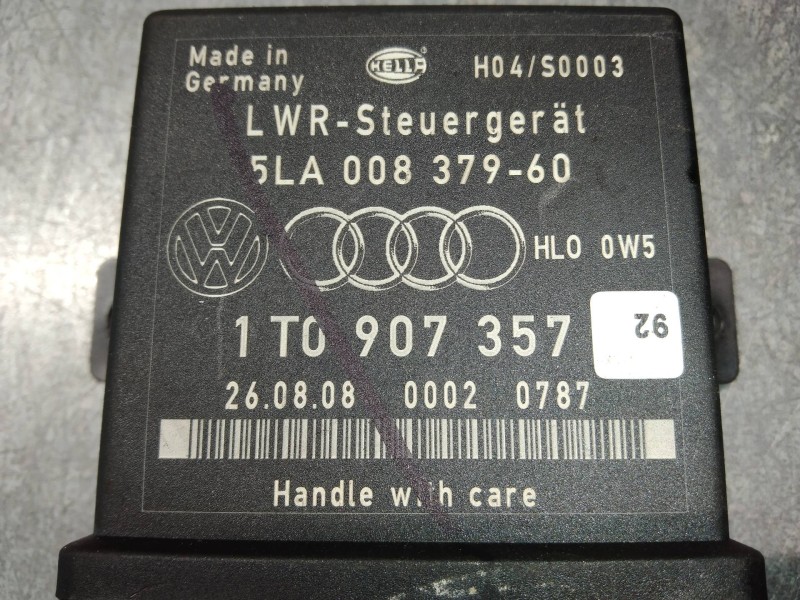 Made in
Germany
HELLA
H04/S0003
LWR-Steuergerät
5LA 008 379-60
HL0 0W5
1T0 907 357
92
26.08.08 0002 0787
Handle with care